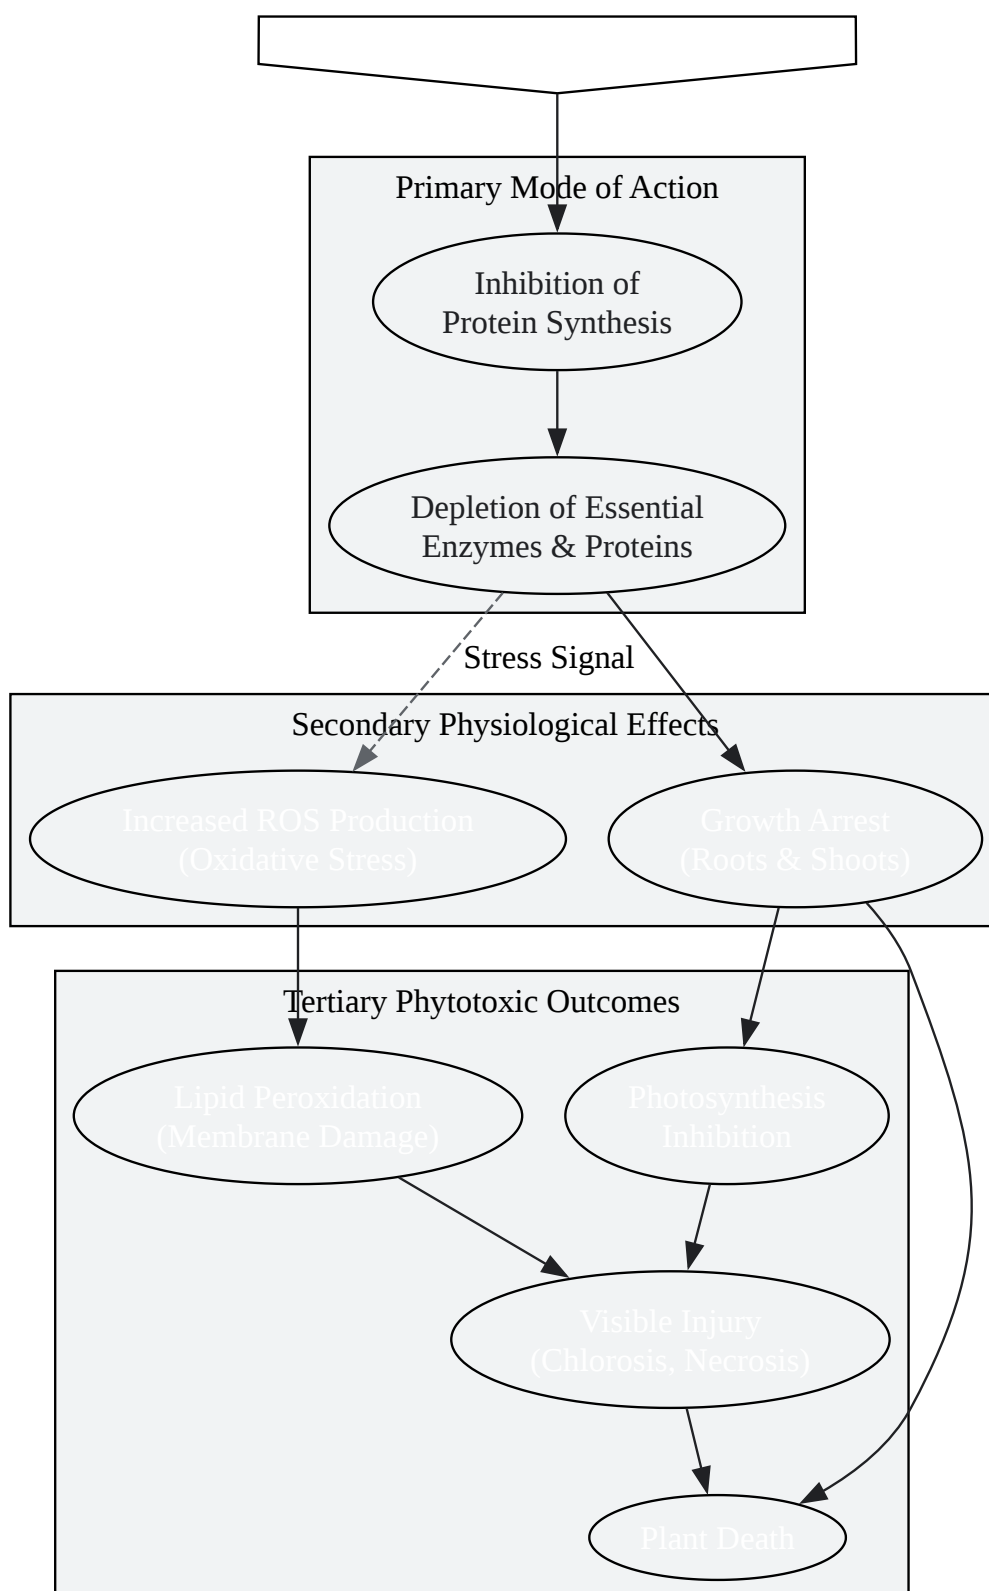 Primary Mode of Action
Inhibition of
Protein Synthesis
Depletion of Essential
Enzymes & Proteins
Stress Signal
Secondary Physiological Effects
Increased ROS Production
(Oxidative Stress)
Growth Arrest
(Roots & Shoots)
Tertiary Phytotoxic Outcomes
Lipid Peroxidation
(Membrane Damage)
Photosynthesis
Inhibition
Visible Injury
(Chlorosis, Necrosis)
Plant Death